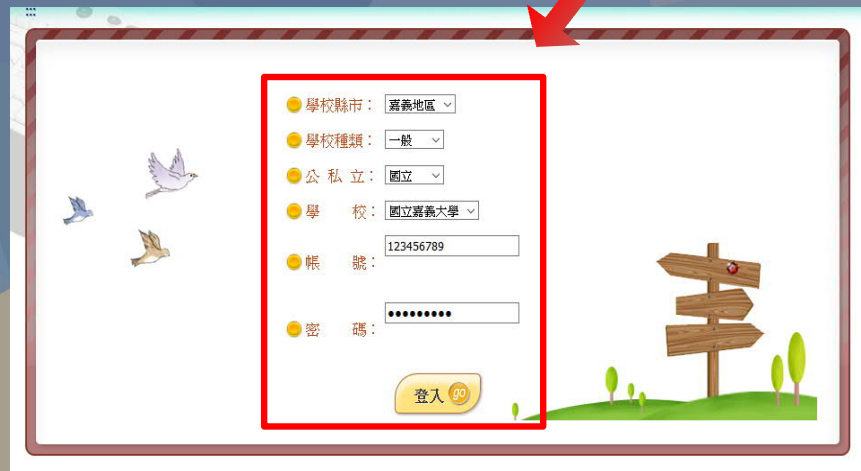 學校縣市： 嘉義地區
學校種類： 一般
公 私 立： 國立
學 校： 國立嘉義大學
帳 號： 123456789
密 碼： •••••••••
登入 go